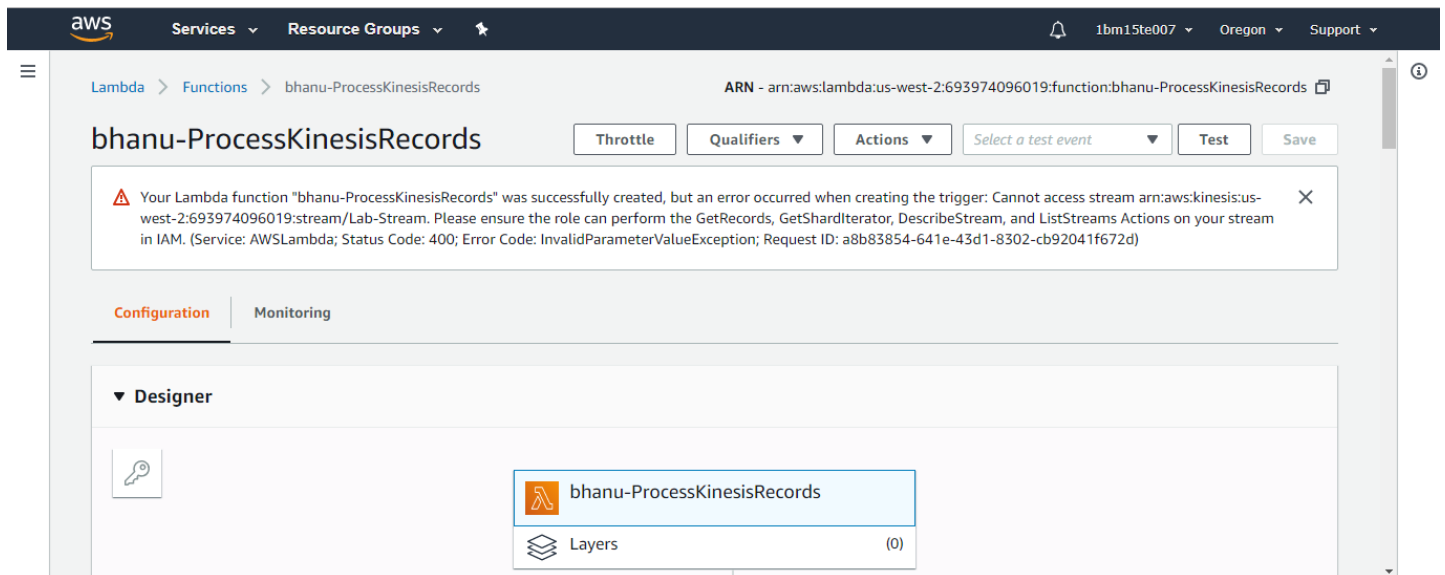 aws Services Resource Groups 1bm15te007 Oregon Support
Lambda Functions bhanu-ProcessKinesisRecords ARN - arn:aws:lambda:us-west-2:693974096019:function:bhanu-ProcessKinesisRecords
bhanu-ProcessKinesisRecords Throttle Qualifiers Actions Select a test event Test Save
Your Lambda function "bhanu-ProcessKinesisRecords" was successfully created, but an error occurred when creating the trigger: Cannot access stream arn:aws:kinesis:us-
west-2:693974096019:stream/Lab-Stream. Please ensure the role can perform the GetRecords, GetShardIterator, DescribeStream, and ListStreams Actions on your stream
in IAM. (Service: AWSLambda; Status Code: 400; Error Code: InvalidParameterValueException; Request ID: a8b83854-641e-43d1-8302-cb92041f672d)
Configuration Monitoring
Designer
bhanu-ProcessKinesisRecords
Layers (0)